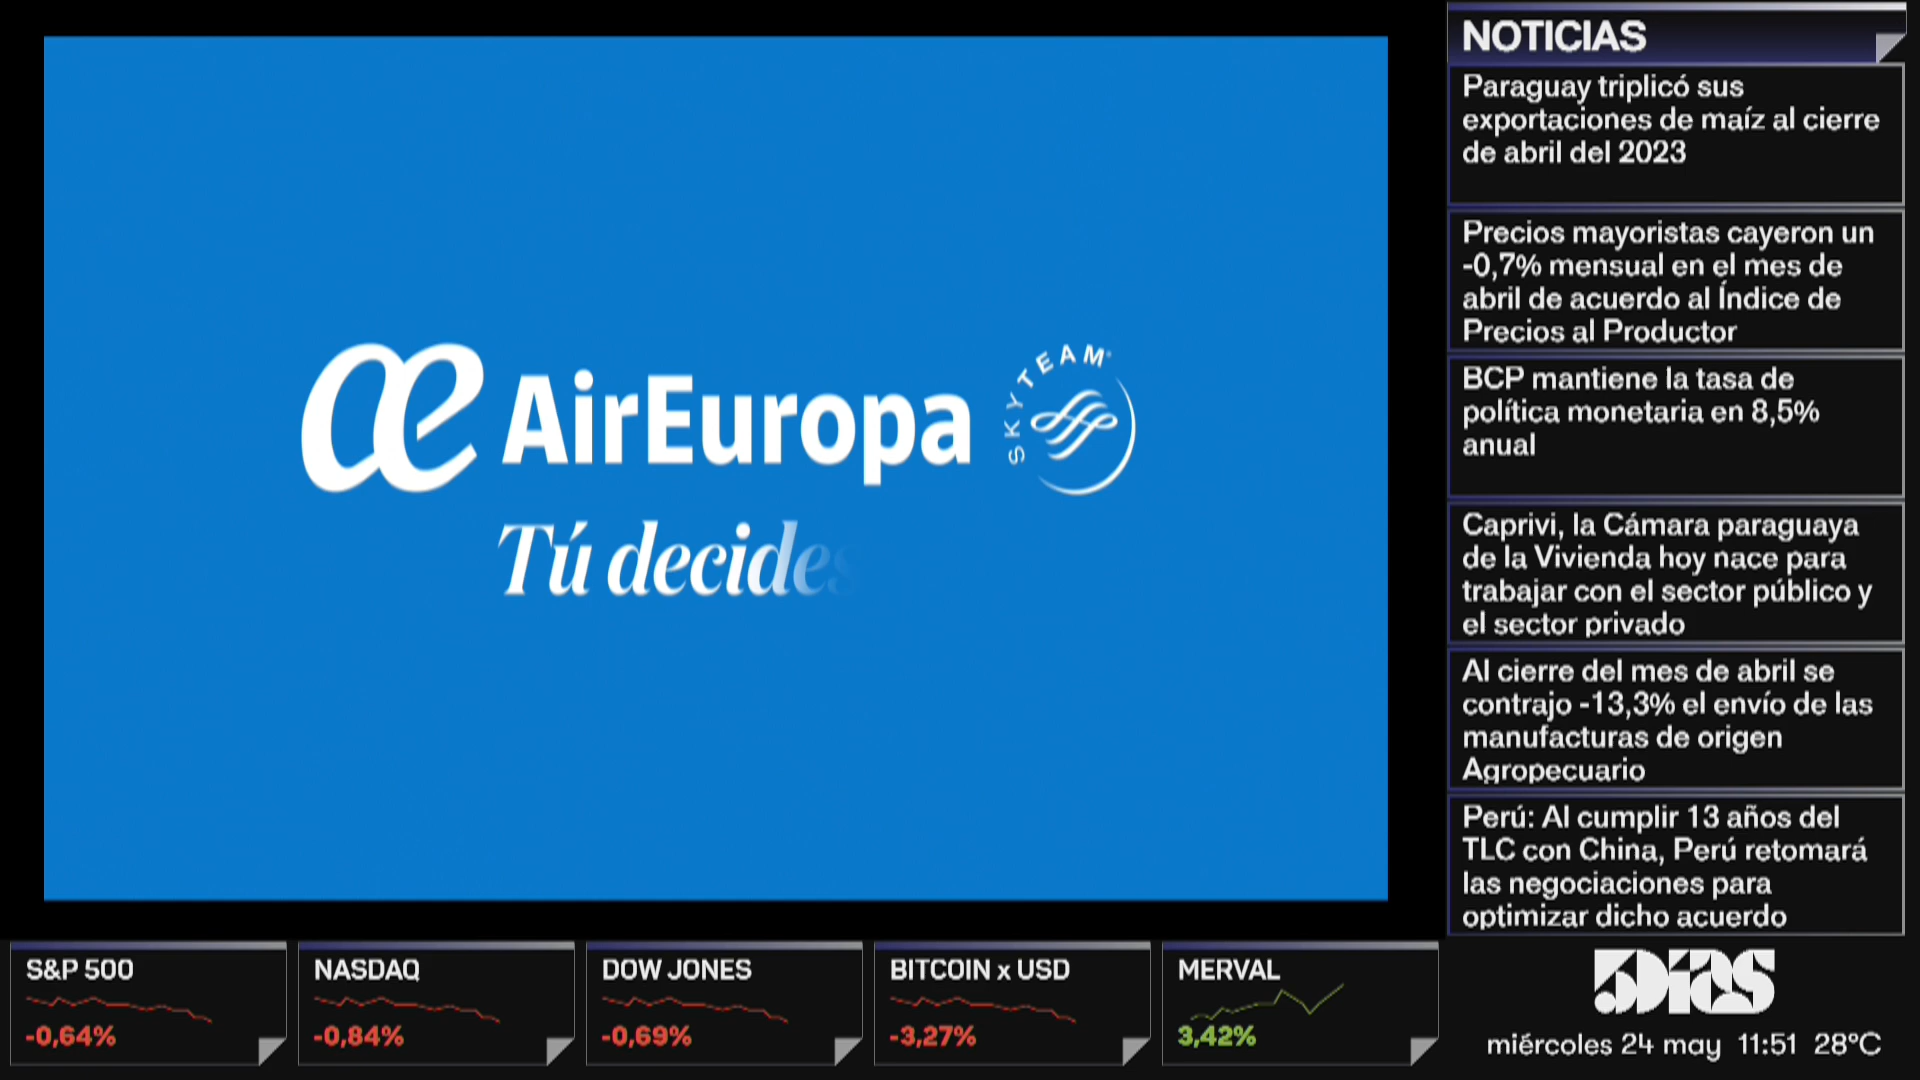 æ AirEuropa
SKYTEAM
Tú decides
NOTICIAS
Paraguay triplicó sus
exportaciones de maíz al cierre
de abril del 2023
Precios mayoristas cayeron un
-0,7% mensual en el mes de
abril de acuerdo al Índice de
Precios al Productor
BCP mantiene la tasa de
política monetaria en 8,5%
anual
Caprivi, la Cámara paraguaya
de la Vivienda hoy nace para
trabajar con el sector público y
el sector privado
Al cierre del mes de abril se
contrajo -13,3% el envío de las
manufacturas de origen
Agropecuario
Perú: Al cumplir 13 años del
TLC con China, Perú retomará
las negociaciones para
optimizar dicho acuerdo
S&P 500
-0,64%
NASDAQ
-0,84%
DOW JONES
-0,69%
BITCOIN x USD
-3,27%
MERVAL
3,42%
5DIAS
miércoles 24 may 11:51 28°C